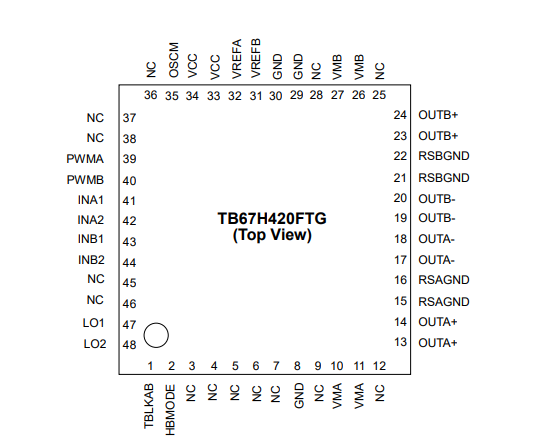 NC OSCM VCC VCC VREFA VREFB GND GND NC VMB VMB NC
36 35 34 33 32 31 30 29 28 27 26 25
NC 37
NC 38
PWMA 39
PWMB 40
INA1 41
INA2 42
INB1 43
INB2 44
NC 45
NC 46
LO1 47
LO2 48
TB67H420FTG
(Top View)
24 OUTB+
23 OUTB+
22 RSBGND
21 RSBGND
20 OUTB-
19 OUTB-
18 OUTA-
17 OUTA-
16 RSAGND
15 RSAGND
14 OUTA+
13 OUTA+
1 2 3 4 5 6 7 8 9 10 11 12
TBLKAB HBMODE NC NC NC NC NC GND NC VMA VMA NC